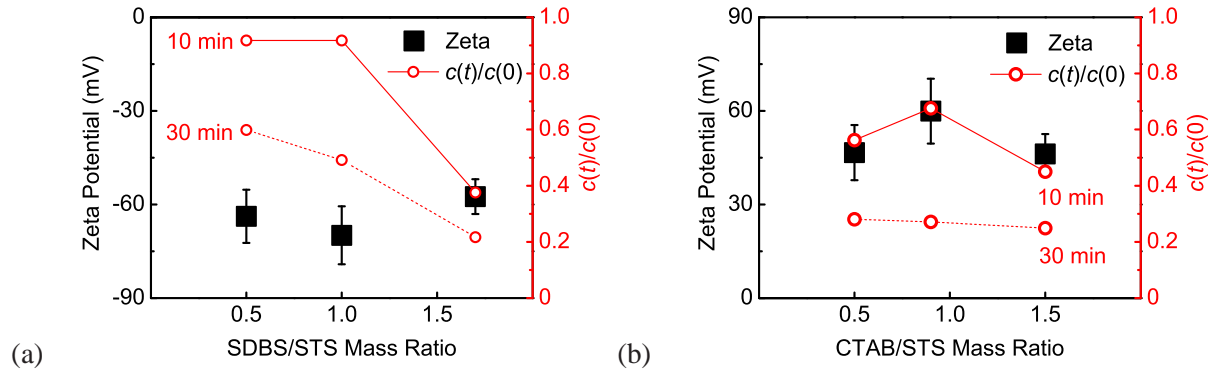 0
-30
-60
-90
Zeta Potential (mV)
10 min
30 min
Zeta
c(t)/c(0)
1.0
0.8
0.6
0.4
0.2
0
c(t)/c(0)
0.5
1.0
1.5
SDBS/STS Mass Ratio
(a)
90
60
30
0
Zeta Potential (mV)
Zeta
c(t)/c(0)
10 min
30 min
1.0
0.8
0.6
0.4
0.2
0
c(t)/c(0)
0.5
1.0
1.5
CTAB/STS Mass Ratio
(b)